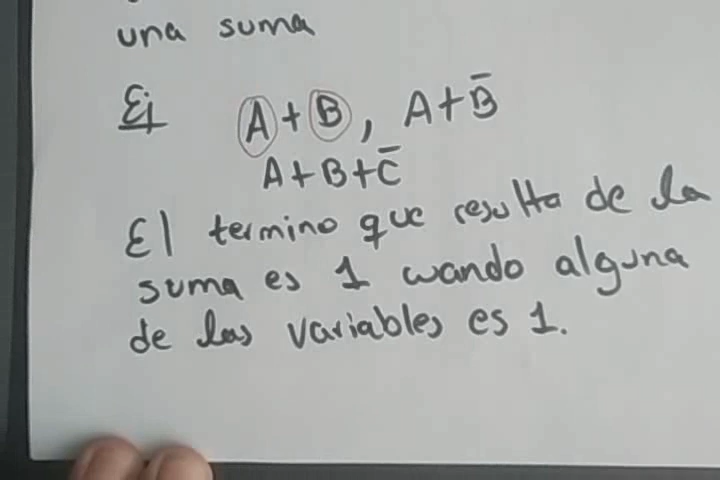 una suma
Ej A+B, A+B̅
A+B+C̅
El termino que resulta de la
suma es 1 cuando alguna
de las variables es 1.